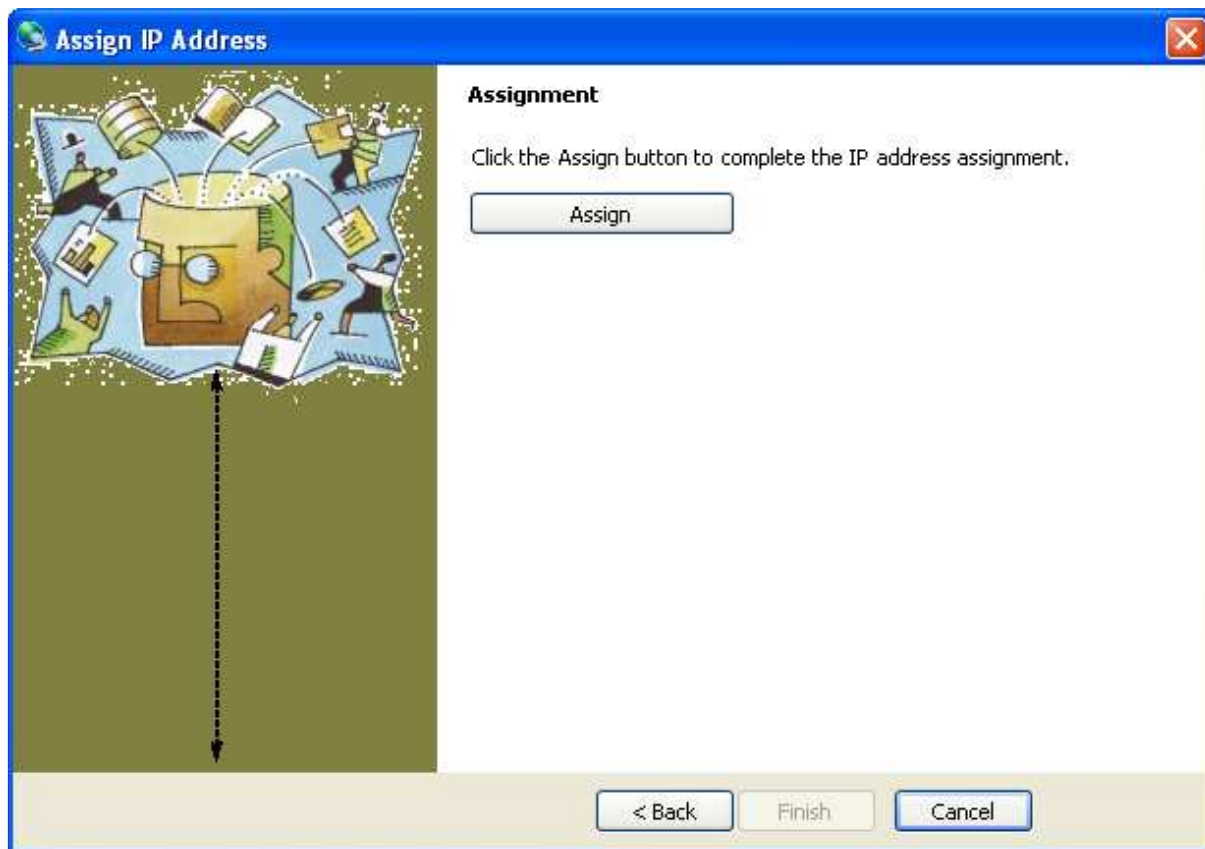 Assign IP Address
Assignment
Click the Assign button to complete the IP address assignment.
Assign
< Back
Finish
Cancel